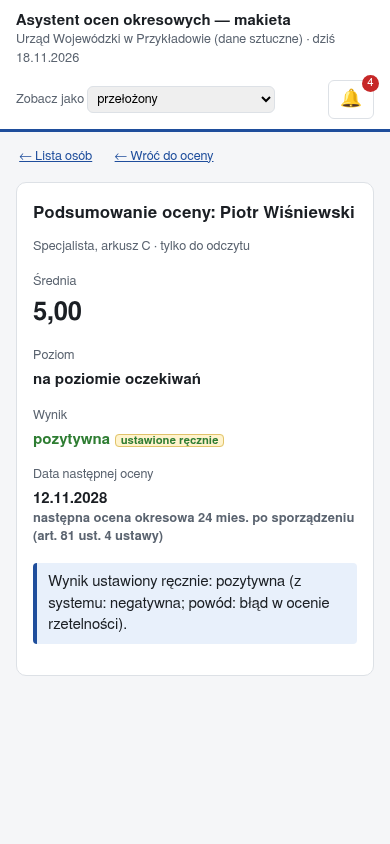 Asystent ocen okresowych — makieta
Urząd Wojewódzki w Przykładowie (dane sztuczne) · dziś
18.11.2026
Zobacz jako przełożony
4
← Lista osób ← Wróć do oceny
Podsumowanie oceny: Piotr Wiśniewski
Specjalista, arkusz C · tylko do odczytu
Średnia
5,00
Poziom
na poziomie oczekiwań
Wynik
pozytywna ustawione ręcznie
Data następnej oceny
12.11.2028
następna ocena okresowa 24 mies. po sporządzeniu
(art. 81 ust. 4 ustawy)
Wynik ustawiony ręcznie: pozytywna (z
systemu: negatywna; powód: błąd w ocenie
rzetelności).